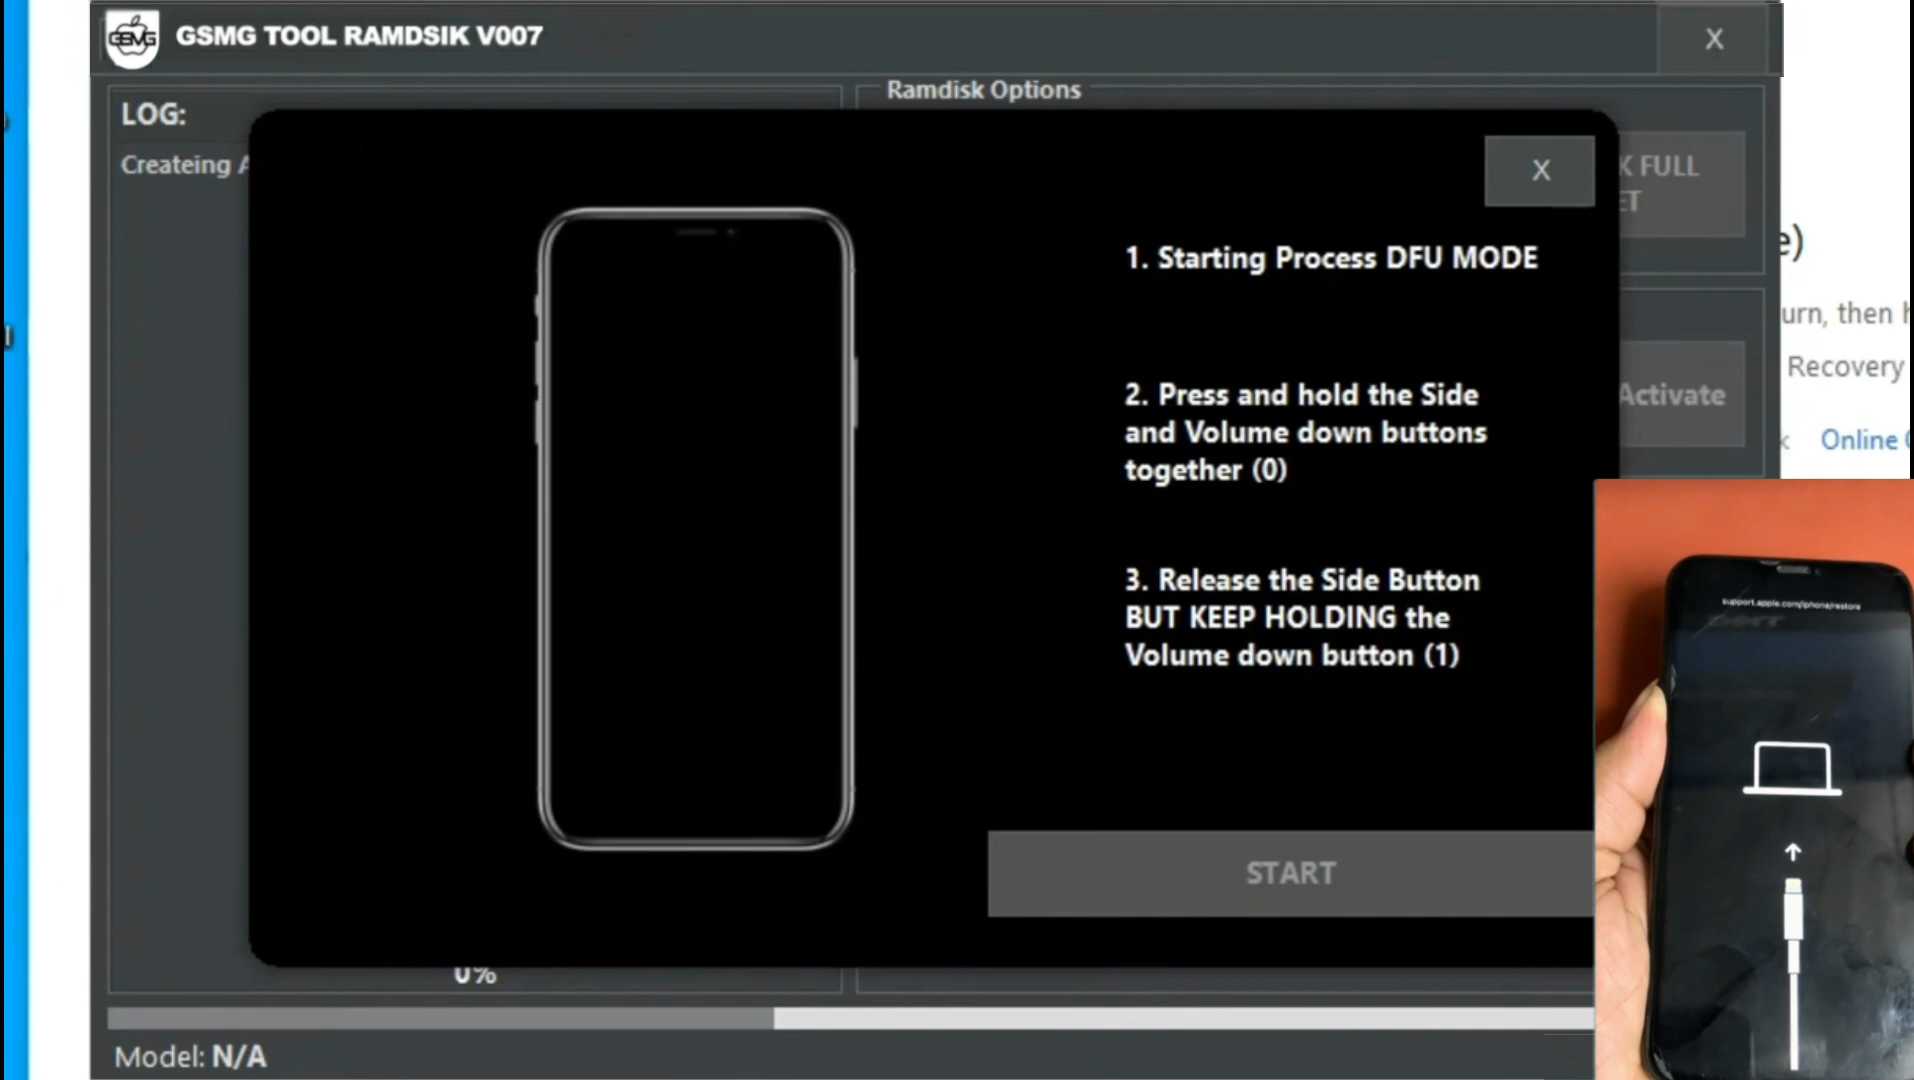 GSMG
GSMG TOOL RAMDSIK V007
X
LOG:
Createing A
Ramdisk Options
X
K FULL
ET
1. Starting Process DFU MODE
2. Press and hold the Side
and Volume down buttons
together (0)
3. Release the Side Button
BUT KEEP HOLDING the
Volume down button (1)
START
Activate
e)
urn, then h
Recovery
Online
0%
Model: N/A
support.apple.com/iphone/restore